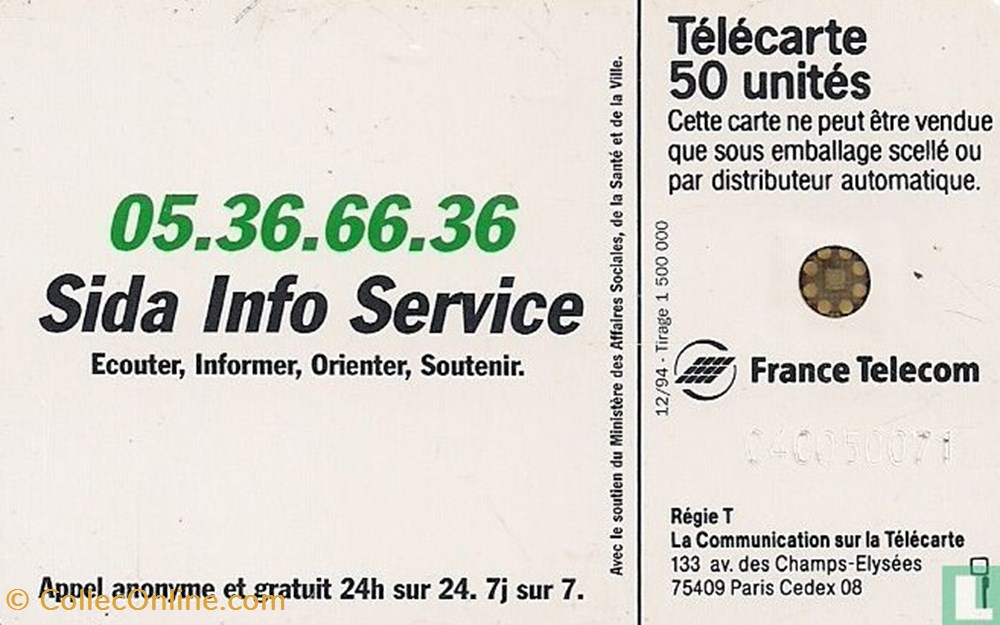 05.36.66.36
Sida Info Service
Ecouter, Informer, Orienter, Soutenir.
Appel anonyme et gratuit 24h sur 24. 7j sur 7.
© CollecOnline.com
Avec le soutien du Ministère des Affaires Sociales, de la Santé et de la Ville.
Télécarte
50 unités
Cette carte ne peut être vendue
que sous emballage scellé ou
par distributeur automatique.
12/94 - Tirage 1 500 000
France Telecom
04C050071
Régie T
La Communication sur la Télécarte
133 av. des Champs-Elysées
75409 Paris Cedex 08
L